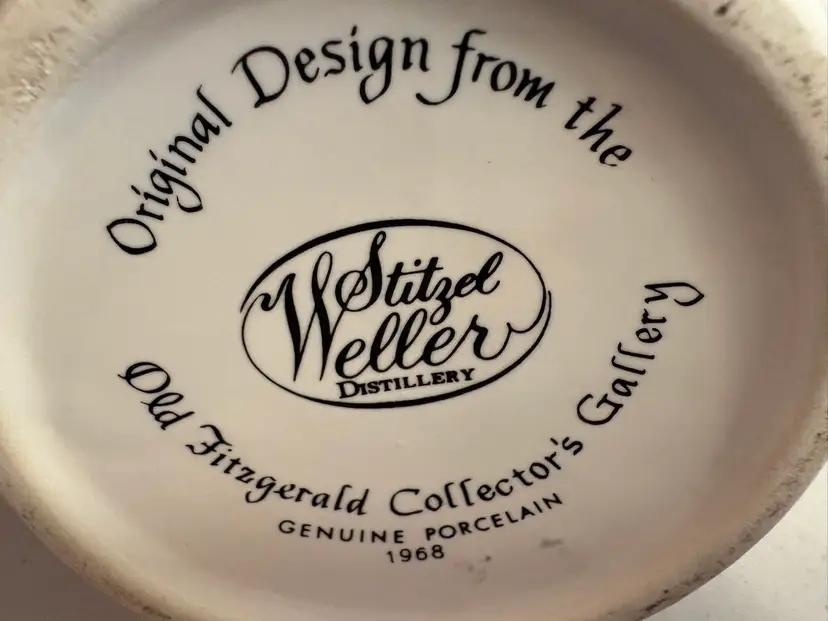 Original Design from the
Stitzel
Weller
DISTILLERY
Old Fitzgerald Collector's Gallery
GENUINE PORCELAIN
1968